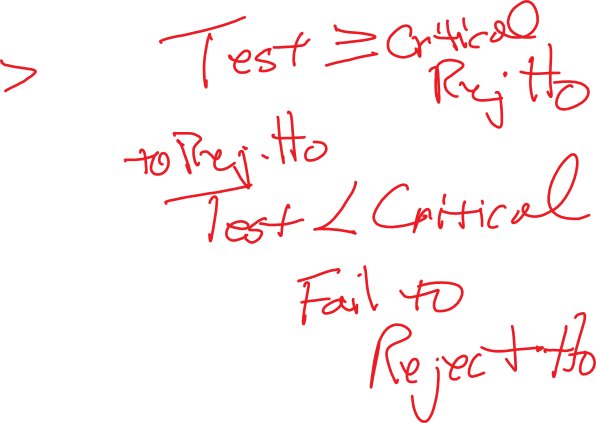 > Test ≥ Critical
Rej Ho
to Rej. Ho
Test < Critical
Fail to
Reject Ho